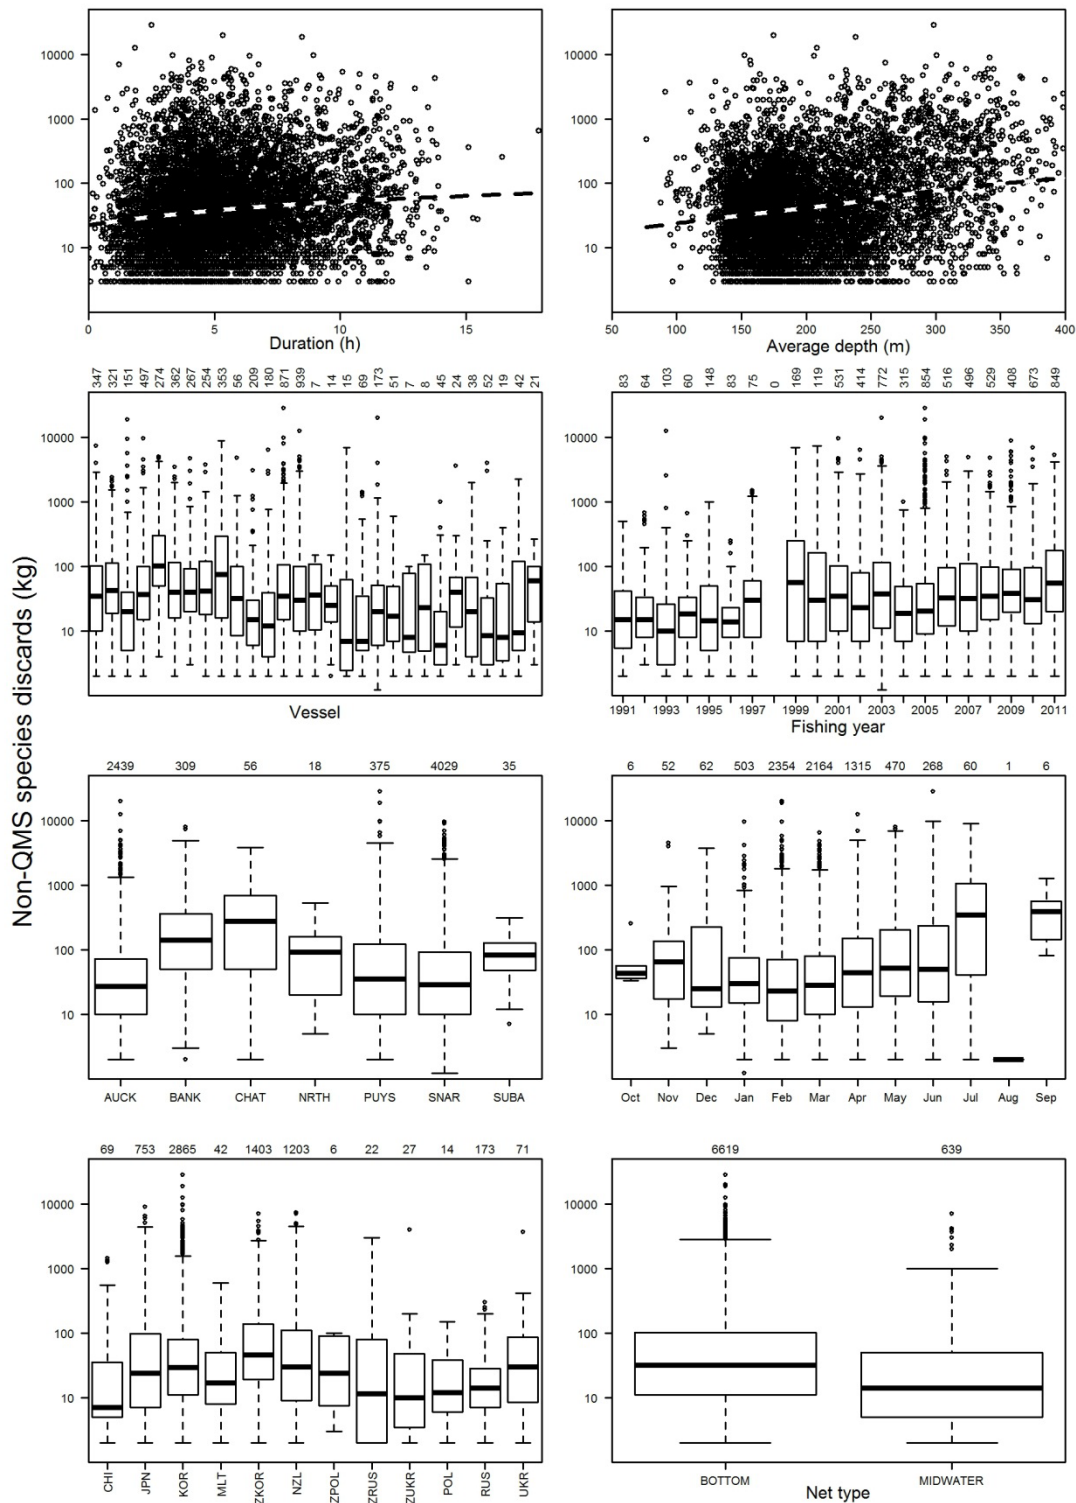 Non-QMS species discards (kg)
10000
1000
100
10
0 5 10 15
Duration (h)
10000
1000
100
10
50 100 150 200 250 300 350 400
Average depth (m)
347 321 151 497 274 362 267 254 353 56 209 180 871 939 7 14 15 69 173 51 7 8 45 24 38 52 19 42 21
10000
1000
100
10
Vessel
83 64 103 60 148 83 75 0 169 119 531 414 772 315 854 516 496 529 408 673 849
10000
1000
100
10
1991 1993 1995 1997 1999 2001 2003 2005 2007 2009 2011
Fishing year
2439 309 56 18 375 4029 35
10000
1000
100
10
AUCK BANK CHAT NRTH PUYS SNAR SUBA
6 52 62 503 2354 2164 1315 470 268 60 1 6
10000
1000
100
10
Oct Nov Dec Jan Feb Mar Apr May Jun Jul Aug Sep
69 753 2865 42 1403 1203 6 22 27 14 173 71
10000
1000
100
10
CHI JPN KOR MLT ZKOR NZL ZPOL ZRUS ZUKR POL RUS UKR
6619 639
10000
1000
100
10
BOTTOM MIDWATER
Net type